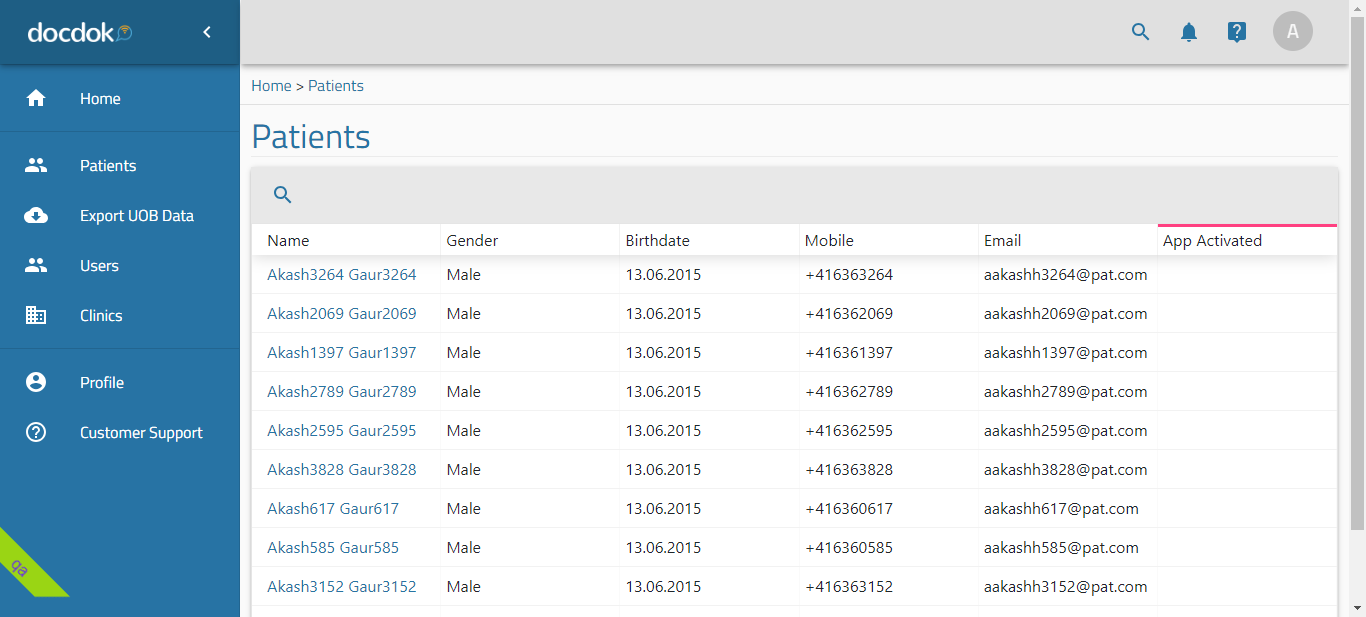 docdok
A
Home
Patients
Export UOB Data
Users
Clinics
Profile
Customer Support
qa
Home > Patients
Patients
Name Gender Birthdate Mobile Email App Activated
Akash3264 Gaur3264 Male 13.06.2015 +416363264 aakashh3264@pat.com
Akash2069 Gaur2069 Male 13.06.2015 +416362069 aakashh2069@pat.com
Akash1397 Gaur1397 Male 13.06.2015 +416361397 aakashh1397@pat.com
Akash2789 Gaur2789 Male 13.06.2015 +416362789 aakashh2789@pat.com
Akash2595 Gaur2595 Male 13.06.2015 +416362595 aakashh2595@pat.com
Akash3828 Gaur3828 Male 13.06.2015 +416363828 aakashh3828@pat.com
Akash617 Gaur617 Male 13.06.2015 +416360617 aakashh617@pat.com
Akash585 Gaur585 Male 13.06.2015 +416360585 aakashh585@pat.com
Akash3152 Gaur3152 Male 13.06.2015 +416363152 aakashh3152@pat.com